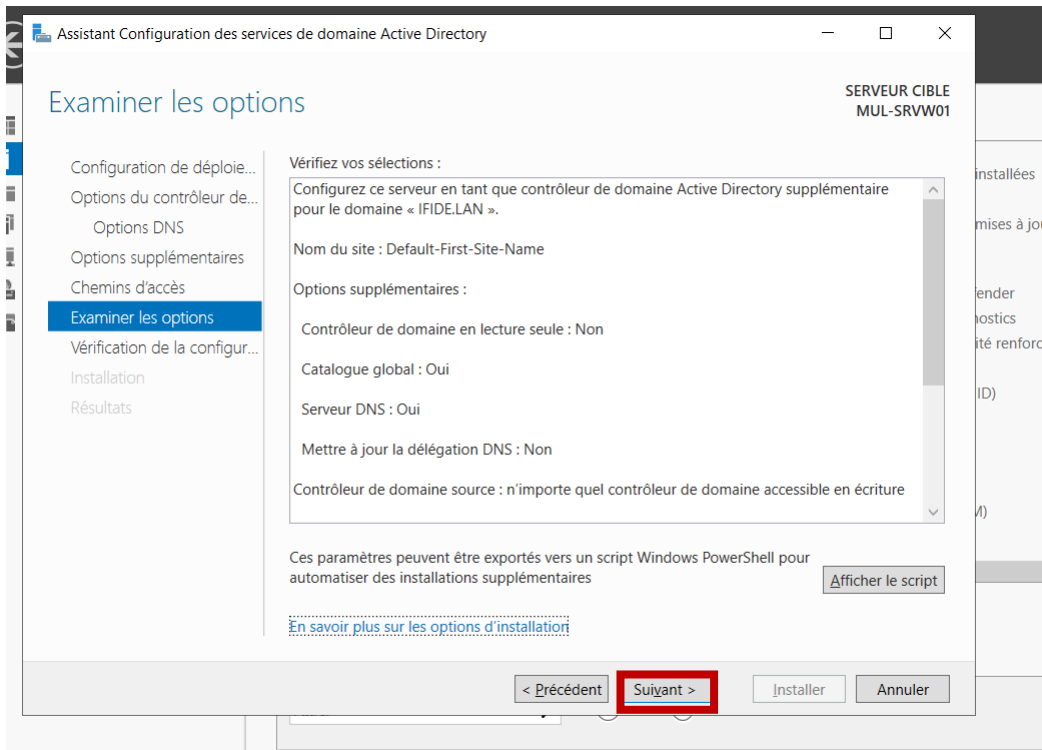 Assistant Configuration des services de domaine Active Directory
Examiner les options
SERVEUR CIBLE
MUL-SRVW01
Configuration de déploie...
Options du contrôleur de...
Options DNS
Options supplémentaires
Chemins d'accès
Examiner les options
Vérification de la configur...
Installation
Résultats
Vérifiez vos sélections :
Configurez ce serveur en tant que contrôleur de domaine Active Directory supplémentaire
pour le domaine « IFIDE.LAN ».
Nom du site : Default-First-Site-Name
Options supplémentaires :
Contrôleur de domaine en lecture seule : Non
Catalogue global : Oui
Serveur DNS : Oui
Mettre à jour la délégation DNS : Non
Contrôleur de domaine source : n'importe quel contrôleur de domaine accessible en écriture
Ces paramètres peuvent être exportés vers un script Windows PowerShell pour
automatiser des installations supplémentaires
Afficher le script
En savoir plus sur les options d'installation
< Précédent
Suivant >
Installer
Annuler
installées
mises à jou
ender
nostics
ité renforc
ID)